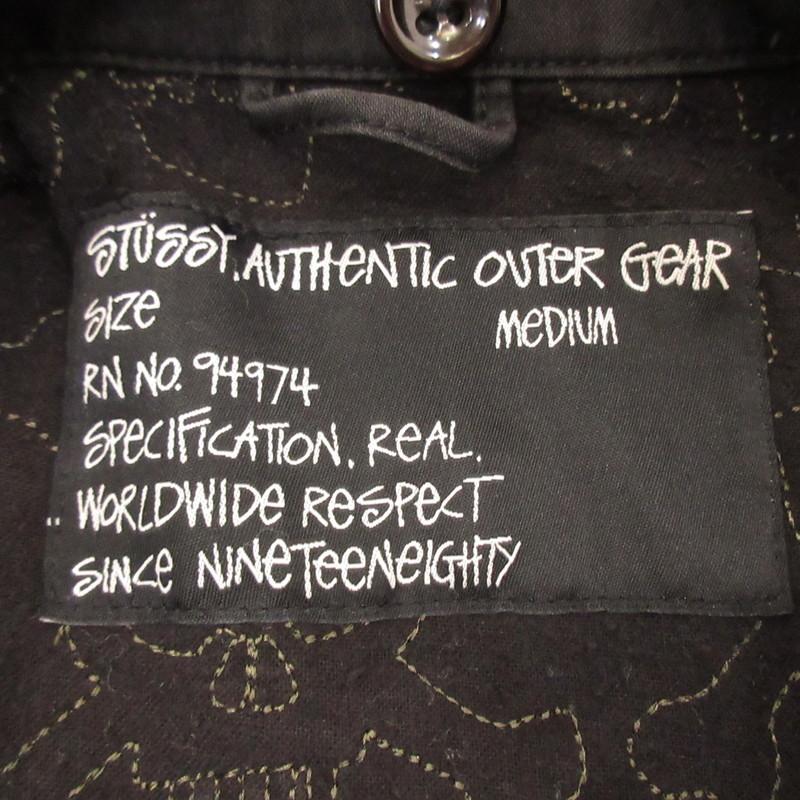 STÜSSY. AUTHENTIC OUTER GEAR
SIZE MEDIUM
RN NO. 94974
SPECIFICATION. REAL.
.. WORLDWIDE RESPECT
SINCE NINETEENEIGHTY